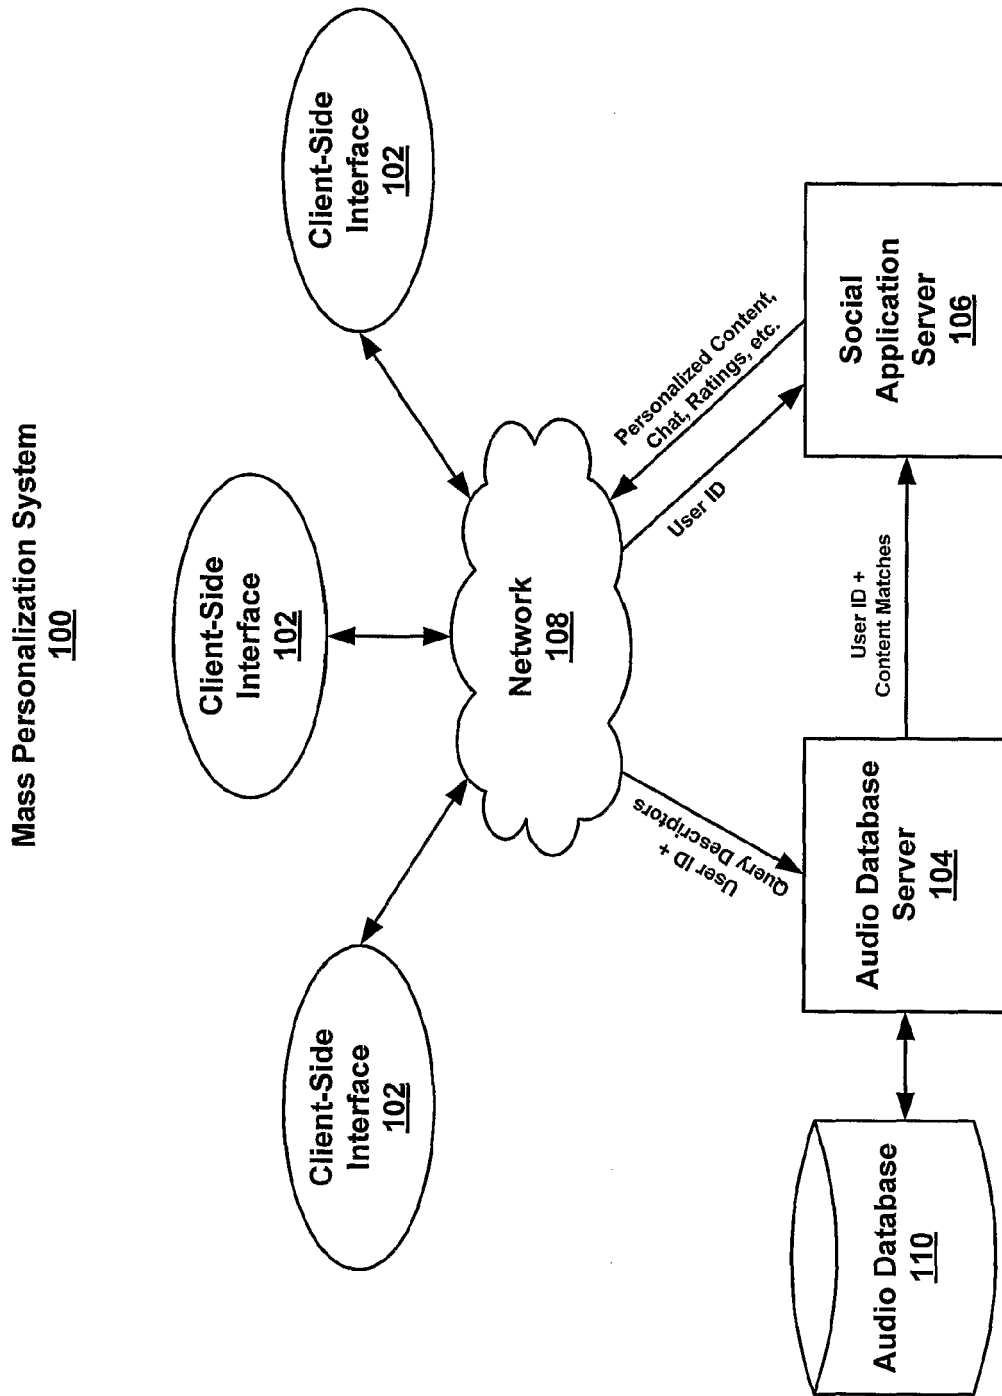 Mass Personalization System
100
Client-Side
Interface
102
Client-Side
Interface
102
Client-Side
Interface
102
Network
108
User ID +
Query Descriptors
User ID
Personalized Content,
Chat, Ratings, etc.
Audio Database
110
Audio Database
Server
104
User ID +
Content Matches
Social
Application
Server
106